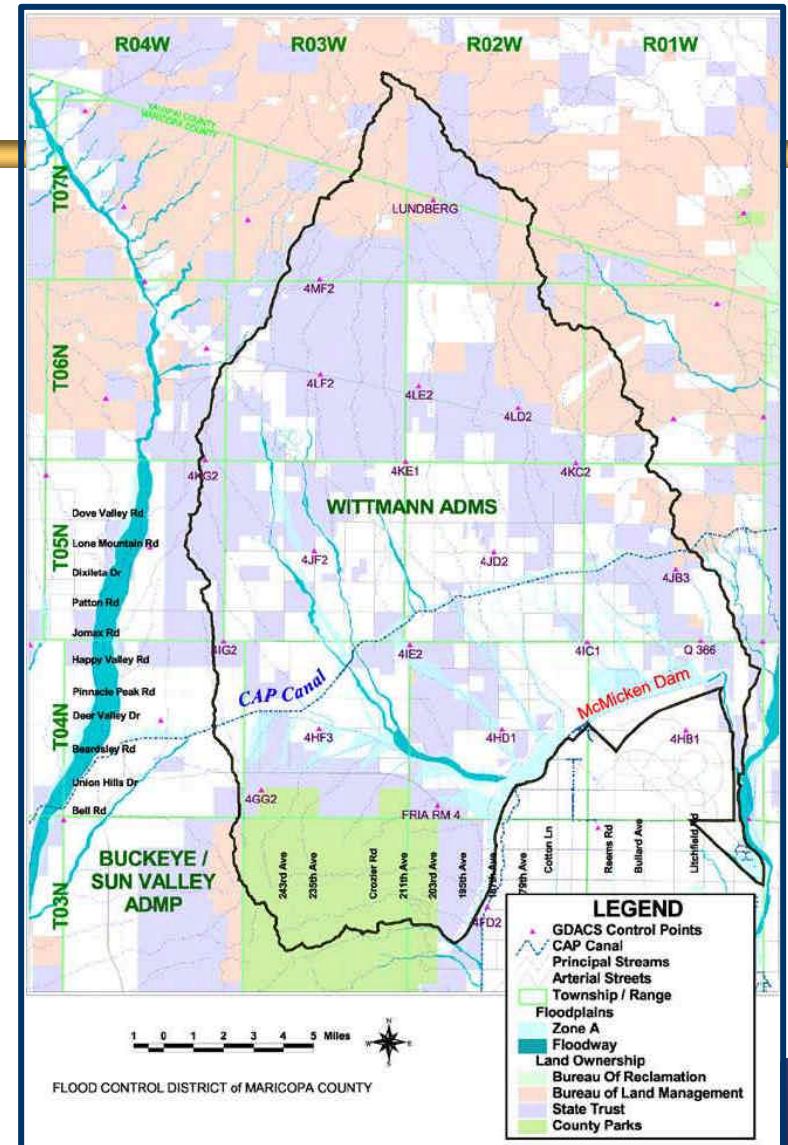 R04W R03W R02W R01W
YAVAPAI COUNTY
MARICOPA COUNTY
T07N
LUNDBERG
4MF2
T06N
4LF2
4LE2
4LD2
4KG2
4KE1
4KC2
WITTMANN ADMS
T05N
Dove Valley Rd
Lone Mountain Rd
Dixileta Dr
Patton Rd
Jomax Rd
Happy Valley Rd
Pinnacle Peak Rd
Deer Valley Dr
Beardsley Rd
Union Hills Dr
Bell Rd
4JF2
4JD2
4JB3
4IG2
4IE2
4IC1
Q 366
CAP Canal
McMicken Dam
T04N
4HF3
4HD1
4HB1
4GG2
FRIA RM 4
BUCKEYE /
SUN VALLEY
ADMP
T03N
243rd Ave
235th Ave
Crozier Rd
211th Ave
203rd Ave
195th Ave
187th Ave
179th Ave
Cotton Ln
Reems Rd
Bullard Ave
Litchfield Rd
4FD2
LEGEND
GDACS Control Points
CAP Canal
Principal Streams
Arterial Streets
Township / Range
Floodplains
Zone A
Floodway
Land Ownership
Bureau Of Reclamation
Bureau of Land Management
State Trust
County Parks
1 0 1 2 3 4 5 Miles
N
W E
S
FLOOD CONTROL DISTRICT of MARICOPA COUNTY